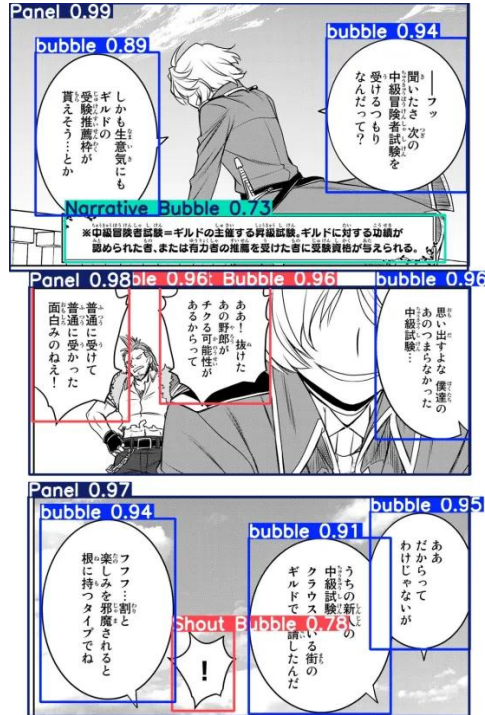 Panel 0.99
bubble 0.94
――フッ
聞いたさ 次の
中級冒険者試験を
受けるつもり
なんだって？
bubble 0.89
しかも生意気にも
ギルドの
受験推薦枠が
貰えそう…とか
Narrative Bubble 0.73
※中級冒険者試験＝ギルドの主催する昇級試験。ギルドに対する功績が
認められた者、または有力者の推薦を受けた者に受験資格が与えられる。
Panel 0.98
bubble 0.96
思い出すよな 僕達の
あのつまらなかった
中級試験…
t Bubble 0.96
ああ！抜けた
あの野郎が
チクる可能性が
あるからって
普通に受けて
普通に受かった
面白みのねえ！
Panel 0.97
bubble 0.95
ああ
だからって
わけじゃないが
bubble 0.91
うちの新人の
中級試験
クラウス いる街の
ギルドで 請したんだ
Shout Bubble 0.78
！
bubble 0.94
フフフ…割と
楽しみを邪魔されると
根に持つタイプでね